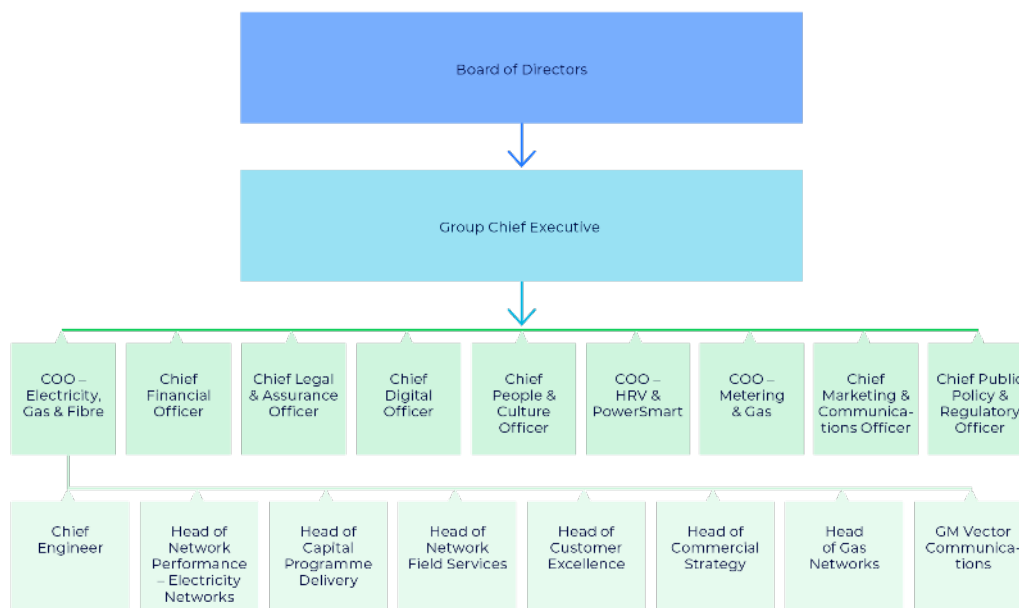 Board of Directors
Group Chief Executive
COO –
Electricity,
Gas & Fibre
Chief
Financial
Officer
Chief Legal
& Assurance
Officer
Chief
Digital
Officer
Chief
People &
Culture
Officer
COO –
HRV &
PowerSmart
COO –
Metering
& Gas
Chief
Marketing &
Communica-
tions Officer
Chief Public
Policy &
Regulatory
Officer
Chief
Engineer
Head of
Network
Performance
– Electricity
Networks
Head of
Capital
Programme
Delivery
Head of
Network
Field Services
Head of
Customer
Excellence
Head of
Commercial
Strategy
Head
of Gas
Networks
GM Vector
Communica-
tions